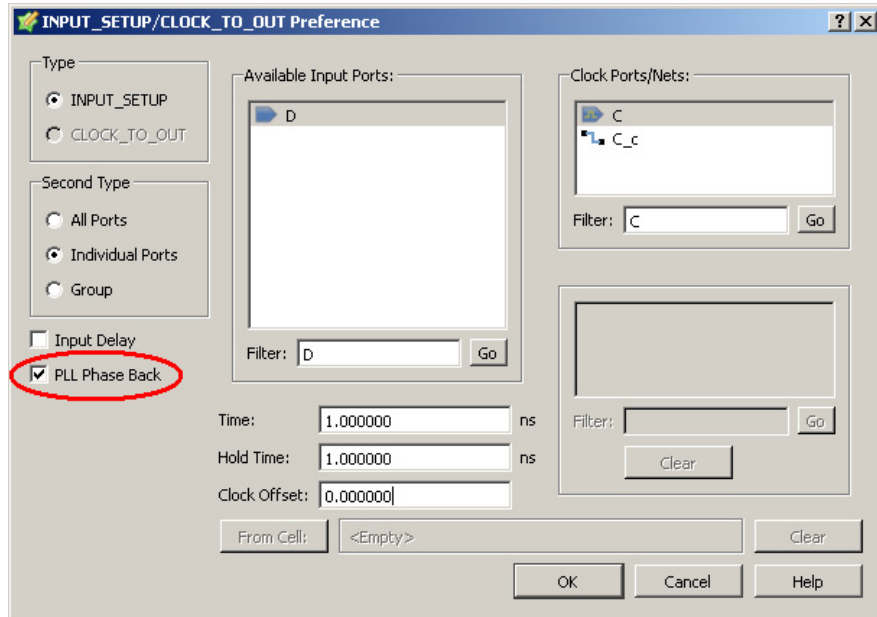 INPUT_SETUP/CLOCK_TO_OUT Preference
Type
INPUT_SETUP
CLOCK_TO_OUT
Second Type
All Ports
Individual Ports
Group
Input Delay
PLL Phase Back
Available Input Ports:
D
Filter: D Go
Clock Ports/Nets:
C
C_c
Filter: C Go
Filter: Go
Clear
Time: 1.000000 ns
Hold Time: 1.000000 ns
Clock Offset: 0.000000
From Cell: <Empty> Clear
OK Cancel Help